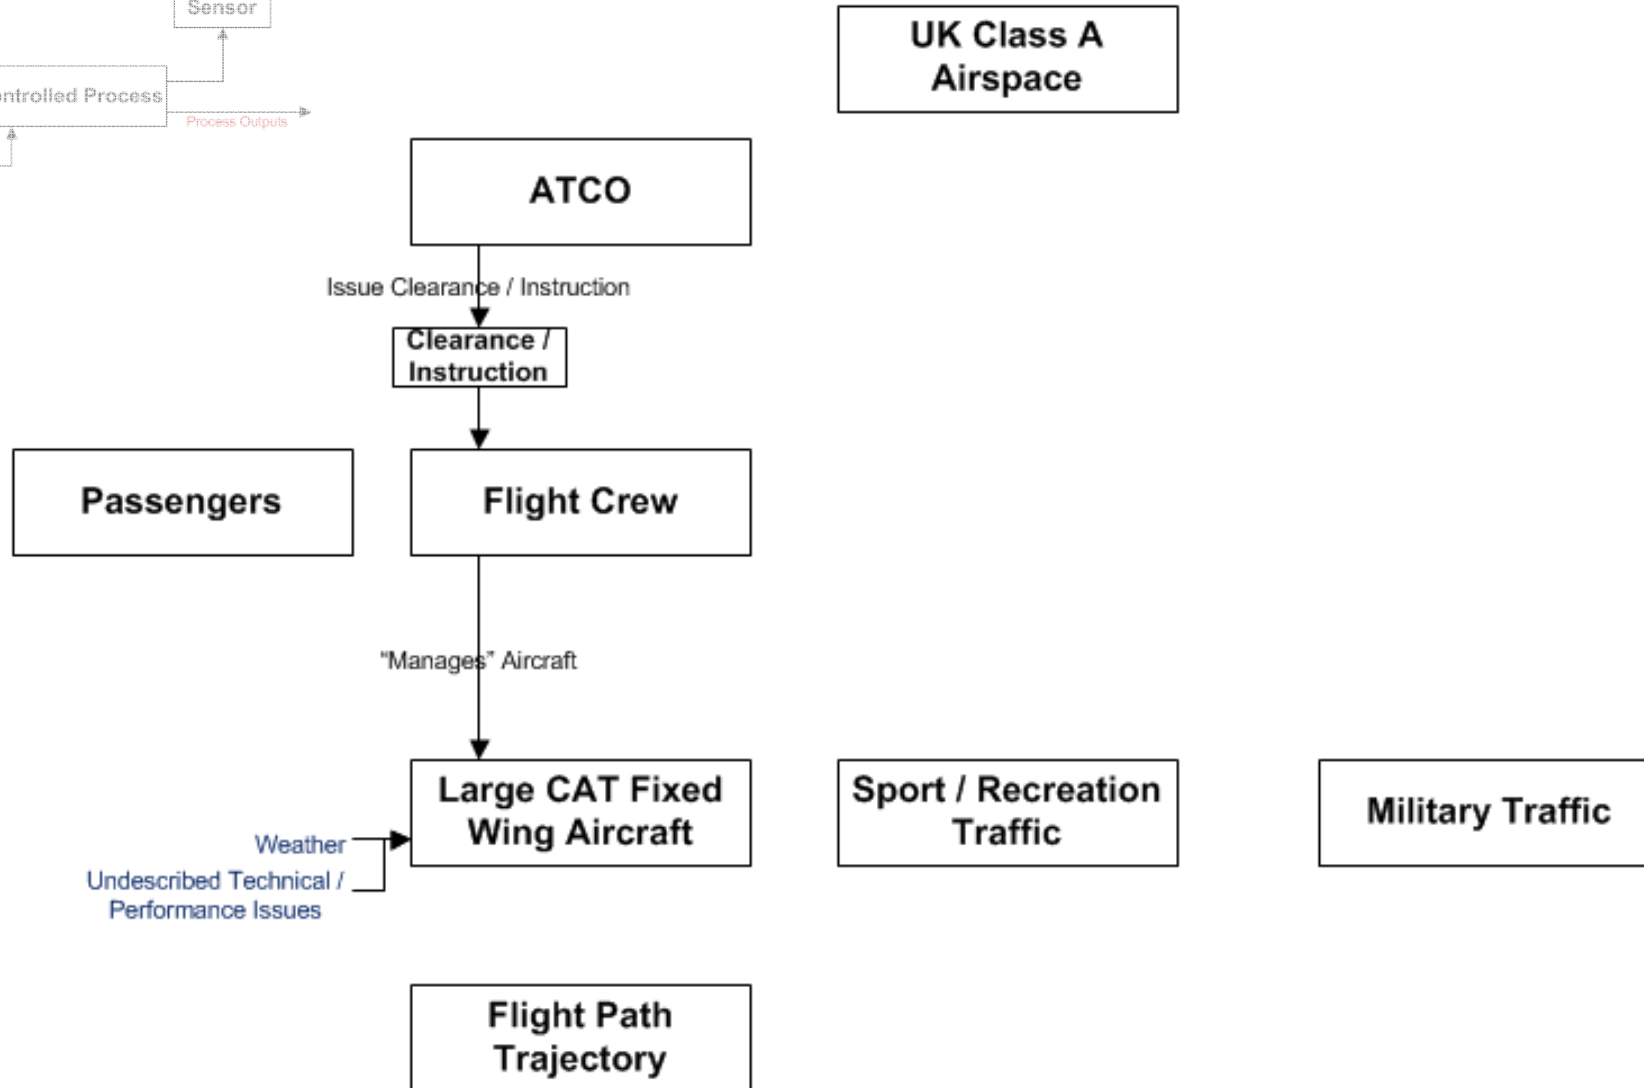 Sensor
ntrolled Process
Process Outputs
UK Class A
Airspace
ATCO
Issue Clearance / Instruction
Clearance /
Instruction
Passengers
Flight Crew
“Manages” Aircraft
Large CAT Fixed
Wing Aircraft
Sport / Recreation
Traffic
Military Traffic
Weather
Undescribed Technical /
Performance Issues
Flight Path
Trajectory